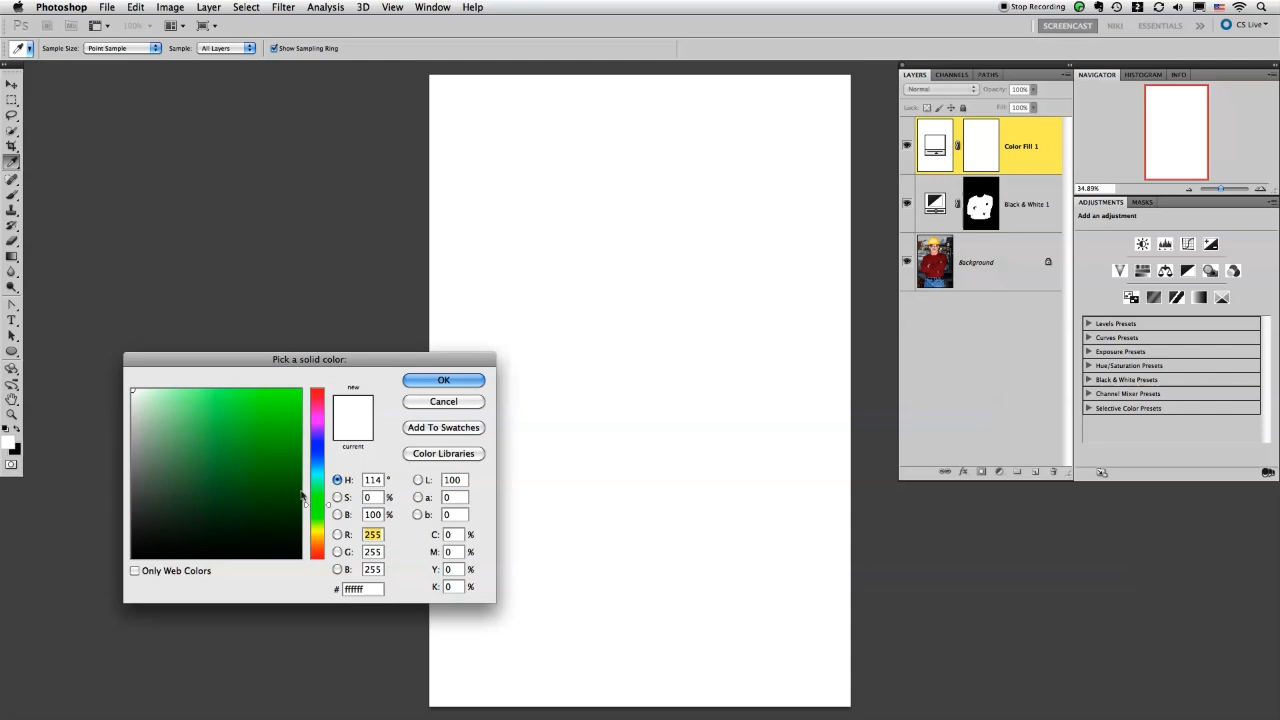 Photoshop File Edit Image Layer Select Filter Analysis 3D View Window Help Stop Recording 2
Ps 100% SCREENCAST NIKI ESSENTIALS >> CS Live
Sample Size: Point Sample Sample: All Layers Show Sampling Ring
LAYERS CHANNELS PATHS
NAVIGATOR HISTOGRAM INFO
Normal Opacity: 100%
Lock: Fill: 100%
Color Fill 1
Black & White 1
Background
34.89%
ADJUSTMENTS MASKS
Add an adjustment
Levels Presets
Curves Presets
Exposure Presets
Hue/Saturation Presets
Black & White Presets
Channel Mixer Presets
Selective Color Presets
fx
T
Pick a solid color:
new
current
OK
Cancel
Add To Swatches
Color Libraries
H: 114 ° L: 100
S: 0 % a: 0
B: 100 % b: 0
R: 255 C: 0 %
G: 255 M: 0 %
B: 255 Y: 0 %
# ffffff K: 0 %
Only Web Colors